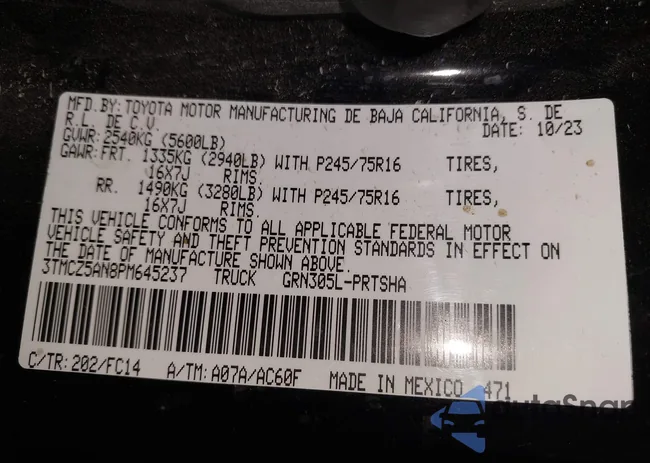 MFD.BY: TOYOTA MOTOR MANUFACTURING DE BAJA CALIFORNIA, S. DE
R.L. DE C.V. DATE: 10/23
GVWR: 2540KG (5600LB)
GAWR: FRT. 1335KG (2940LB) WITH P245/75R16 TIRES,
16X7J RIMS.
RR. 1490KG (3280LB) WITH P245/75R16 TIRES,
16X7J RIMS.
THIS VEHICLE CONFORMS TO ALL APPLICABLE FEDERAL MOTOR
VEHICLE SAFETY AND THEFT PREVENTION STANDARDS IN EFFECT ON
THE DATE OF MANUFACTURE SHOWN ABOVE.
3TMCZ5AN8PM645237 TRUCK GRN305L-PRTSHA
C/TR: 202/FC14 A/TM: A07A/AC60F MADE IN MEXICO 471